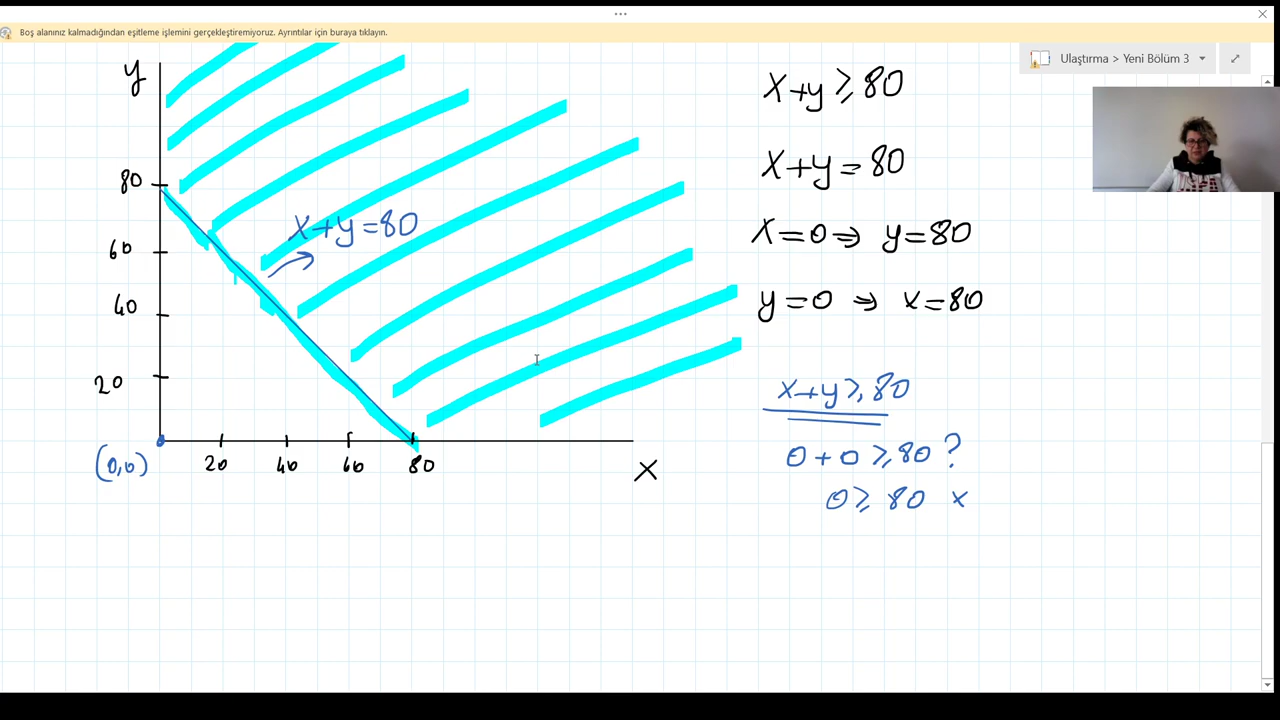 Boş alanınız kalmadığından eşitleme işlemini gerçekleştiremiyoruz. Ayrıntılar için buraya tıklayın.
Ulaştırma > Yeni Bölüm 3
y
80
60
40
20
(0,0)
20 40 60 80
X
x+y=80
x+y≥80
x+y=80
x=0⇒ y=80
y=0 ⇒ x=80
x+y≥80
0+0≥80?
0≥80 x